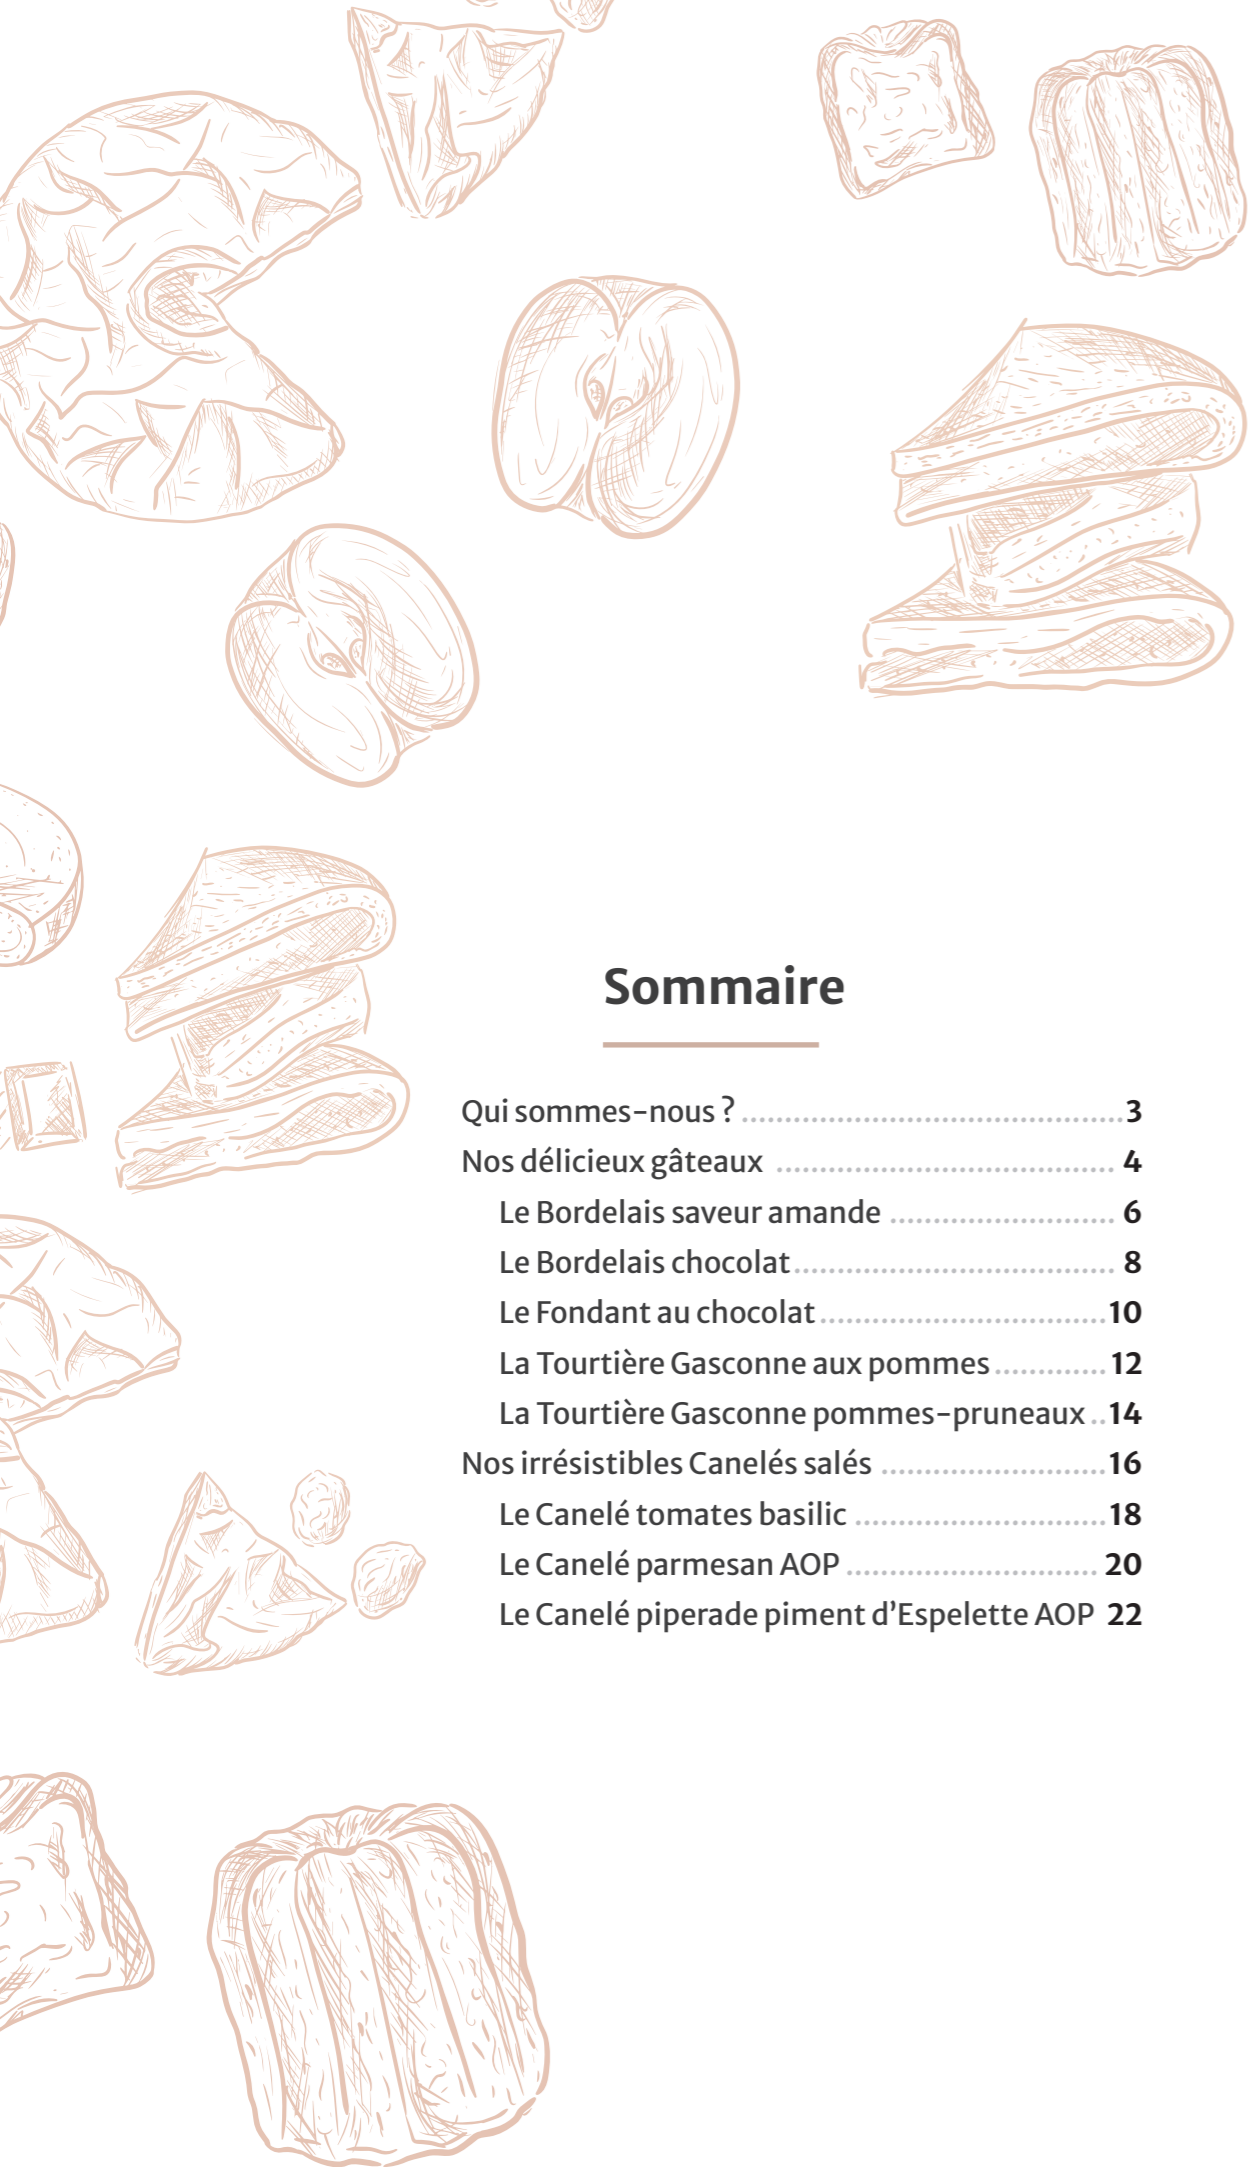 Sommaire
Qui sommes-nous ? ............................................ 3
Nos délicieux gâteaux ....................................... 4
Le Bordelais saveur amande .......................... 6
Le Bordelais chocolat ..................................... 8
Le Fondant au chocolat ................................. 10
La Tourtière Gasconne aux pommes ............. 12
La Tourtière Gasconne pommes-pruneaux .. 14
Nos irrésistibles Canelés salés .......................... 16
Le Canelé tomates basilic ............................. 18
Le Canelé parmesan AOP ............................. 20
Le Canelé piperade piment d’Espelette AOP 22